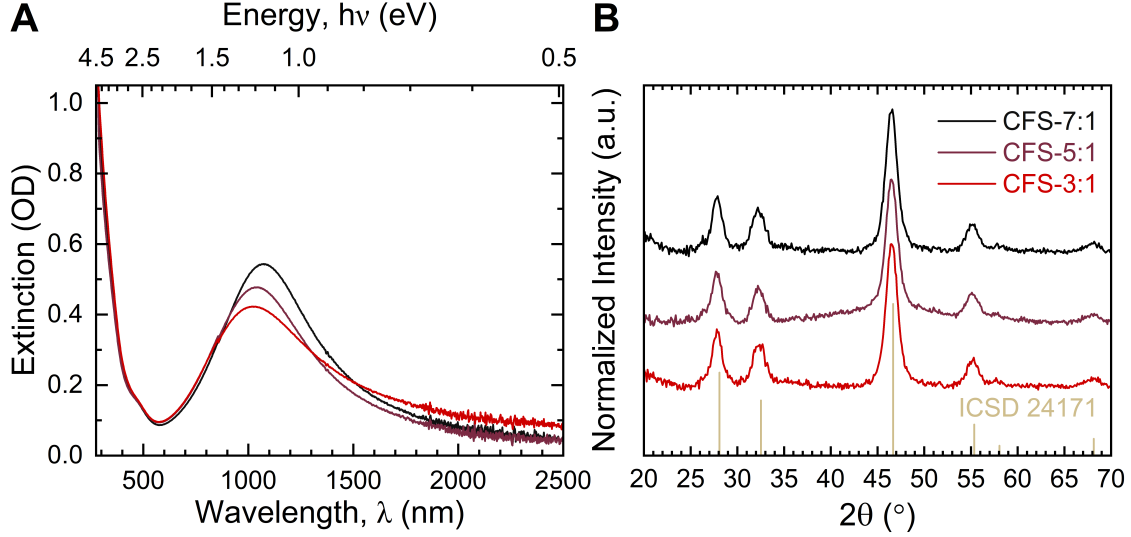 A
Energy, hν (eV)
4.5 2.5 1.5 1.0 0.5
Extinction (OD)
1.0
0.8
0.6
0.4
0.2
0.0
500 1000 1500 2000 2500
Wavelength, λ (nm)
B
Normalized Intensity (a.u.)
CFS-7:1
CFS-5:1
CFS-3:1
ICSD 24171
20 25 30 35 40 45 50 55 60 65 70
2θ (°)